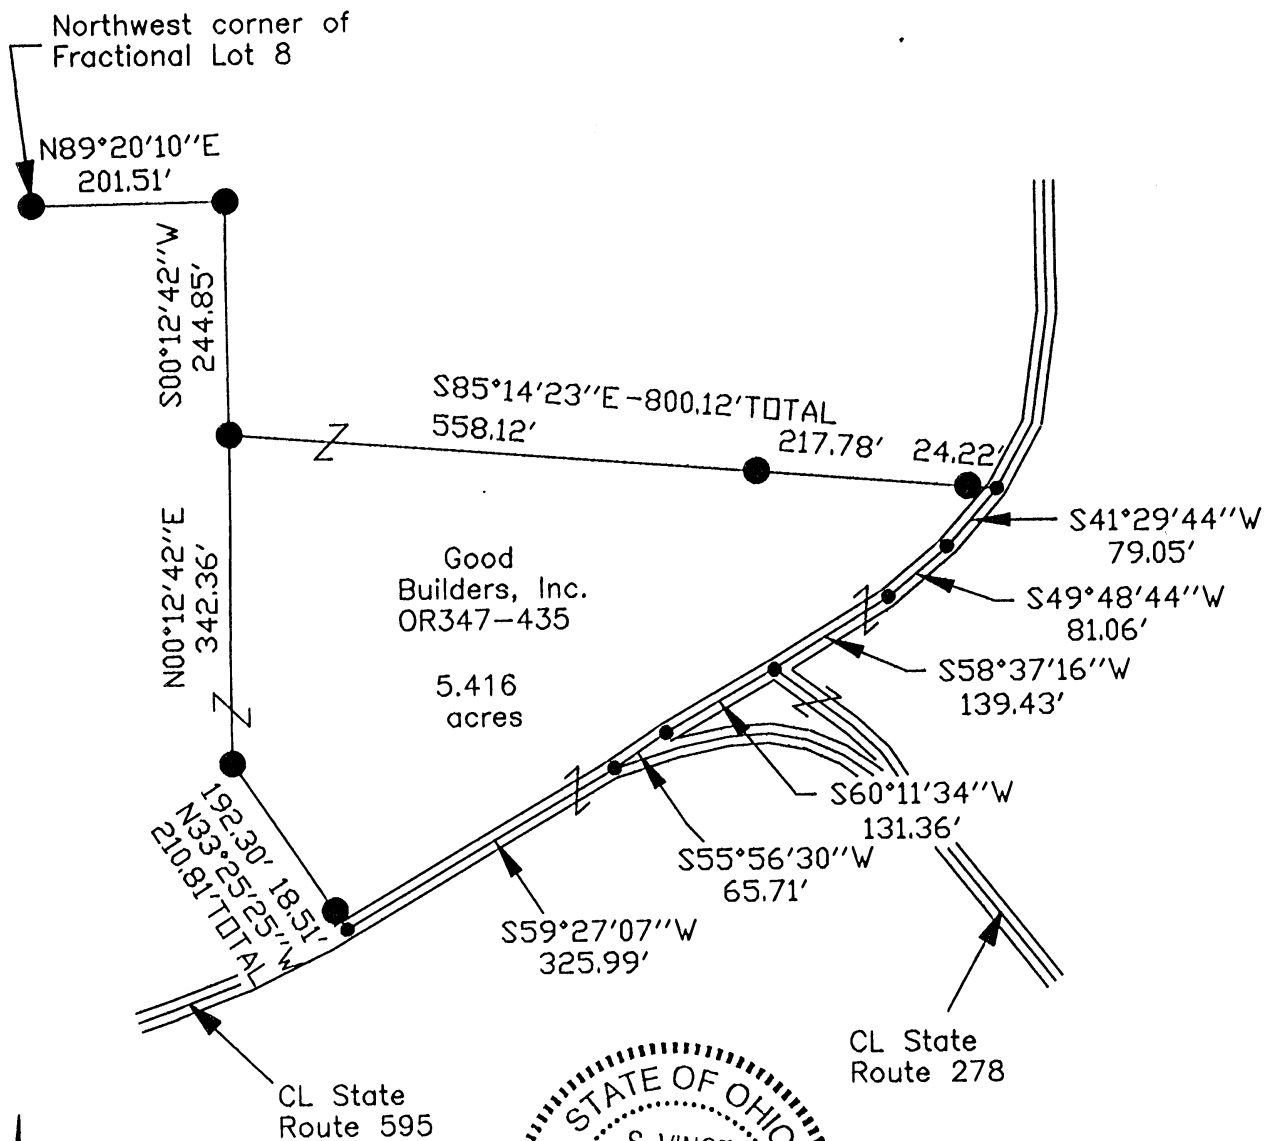 Northwest corner of
Fractional Lot 8
N89°20'10"E
201.51'
S00°12'42"W
244.85'
S85°14'23"E-800.12'TOTAL
558.12'
217.78'
24.22'
S41°29'44"W
79.05'
N00°12'42"E
342.36'
Good
Builders, Inc.
OR347-435
S49°48'44"W
81.06'
S58°37'16"W
139.43'
5.416
acres
192.30' 18.51'
N33°25'25"W
210.81'TOTAL
S60°11'34"W
131.36'
S55°56'30"W
65.71'
S59°27'07"W
325.99'
CL State
Route 278
CL State
Route 595
STATE OF OHIO